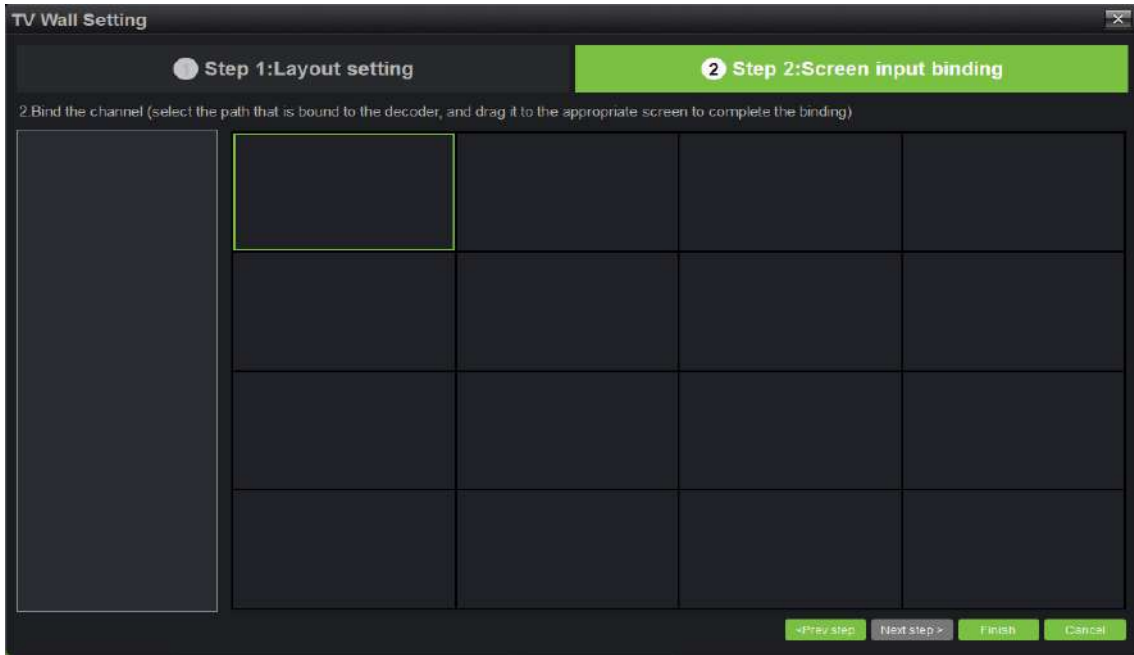 TV Wall Setting
1 Step 1:Layout setting
2 Step 2:Screen input binding
2.Bind the channel (select the path that is bound to the decoder, and drag it to the appropriate screen to complete the binding)
<Prev step
Next step >
Finish
Cancel